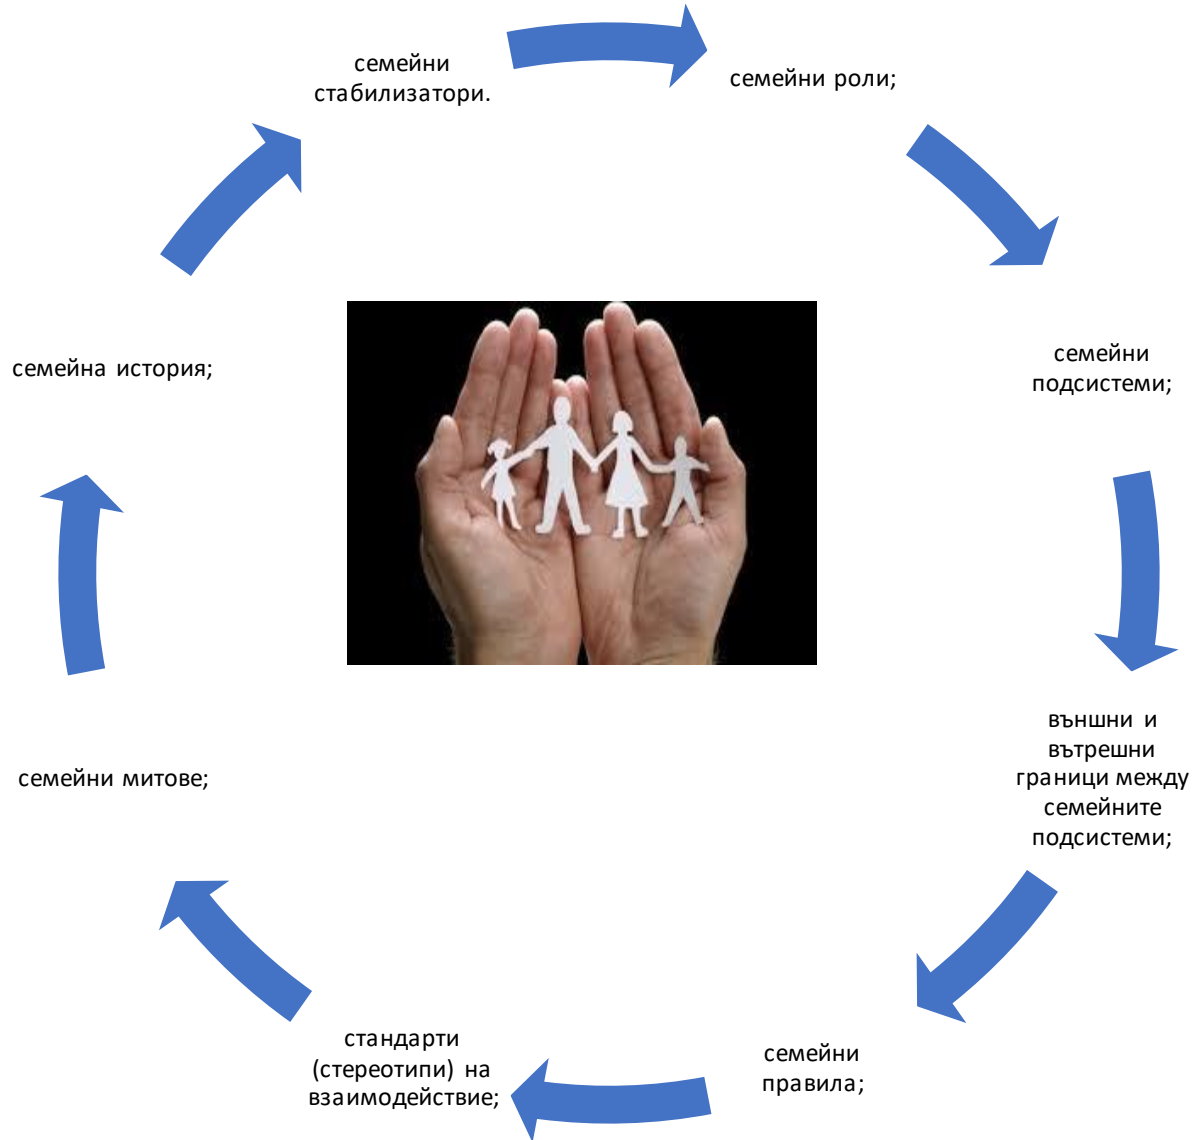 семейни
стабилизатори.
семейни роли;
семейни
подсистеми;
външни и
вътрешни
граници между
семейните
подсистеми;
семейни
правила;
стандарти
(стереотипи) на
взаимодействие;
семейни митове;
семейна история;